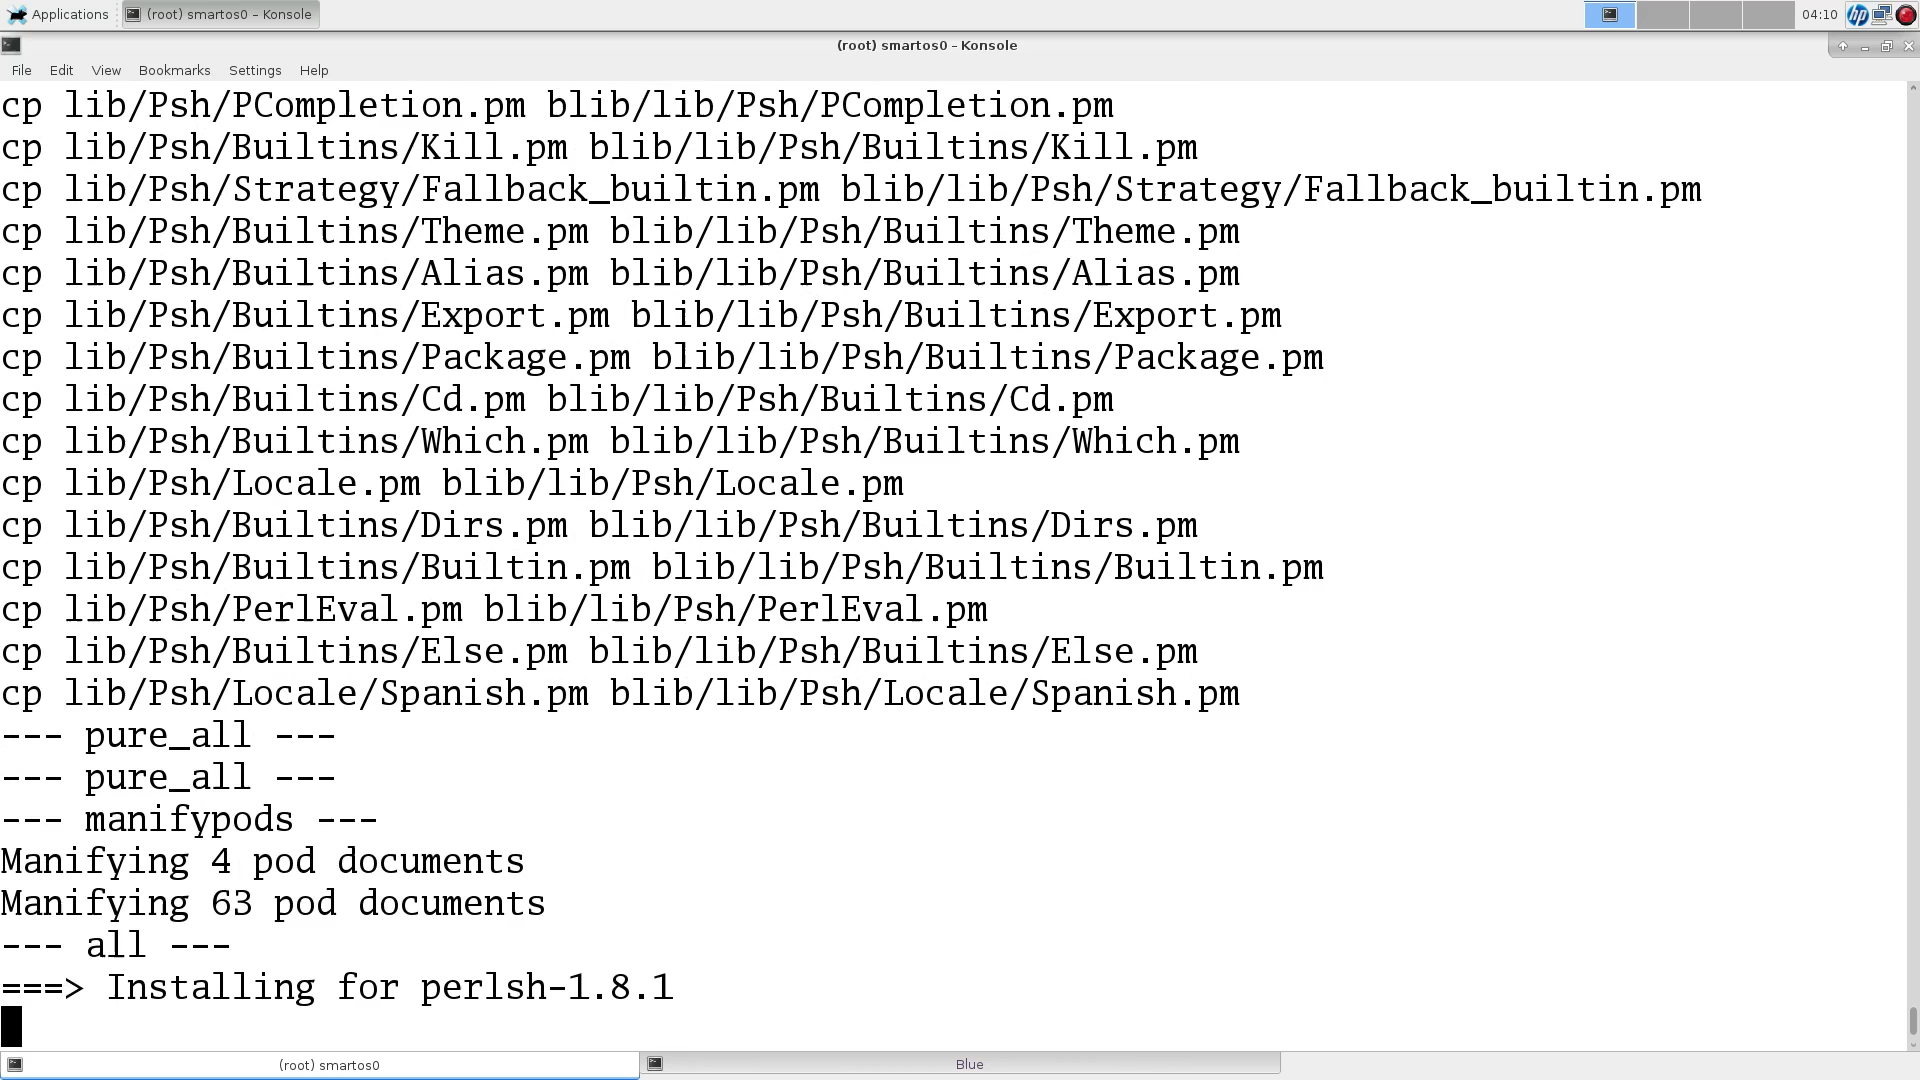 Applications (root) smartos0 – Konsole 04:10
(root) smartos0 – Konsole
File Edit View Bookmarks Settings Help
cp lib/Psh/PCompletion.pm blib/lib/Psh/PCompletion.pm
cp lib/Psh/Builtins/Kill.pm blib/lib/Psh/Builtins/Kill.pm
cp lib/Psh/Strategy/Fallback_builtin.pm blib/lib/Psh/Strategy/Fallback_builtin.pm
cp lib/Psh/Builtins/Theme.pm blib/lib/Psh/Builtins/Theme.pm
cp lib/Psh/Builtins/Alias.pm blib/lib/Psh/Builtins/Alias.pm
cp lib/Psh/Builtins/Export.pm blib/lib/Psh/Builtins/Export.pm
cp lib/Psh/Builtins/Package.pm blib/lib/Psh/Builtins/Package.pm
cp lib/Psh/Builtins/Cd.pm blib/lib/Psh/Builtins/Cd.pm
cp lib/Psh/Builtins/Which.pm blib/lib/Psh/Builtins/Which.pm
cp lib/Psh/Locale.pm blib/lib/Psh/Locale.pm
cp lib/Psh/Builtins/Dirs.pm blib/lib/Psh/Builtins/Dirs.pm
cp lib/Psh/Builtins/Builtin.pm blib/lib/Psh/Builtins/Builtin.pm
cp lib/Psh/PerlEval.pm blib/lib/Psh/PerlEval.pm
cp lib/Psh/Builtins/Else.pm blib/lib/Psh/Builtins/Else.pm
cp lib/Psh/Locale/Spanish.pm blib/lib/Psh/Locale/Spanish.pm
--- pure_all ---
--- pure_all ---
--- manifypods ---
Manifying 4 pod documents
Manifying 63 pod documents
--- all ---
===> Installing for perlsh-1.8.1
(root) smartos0 Blue